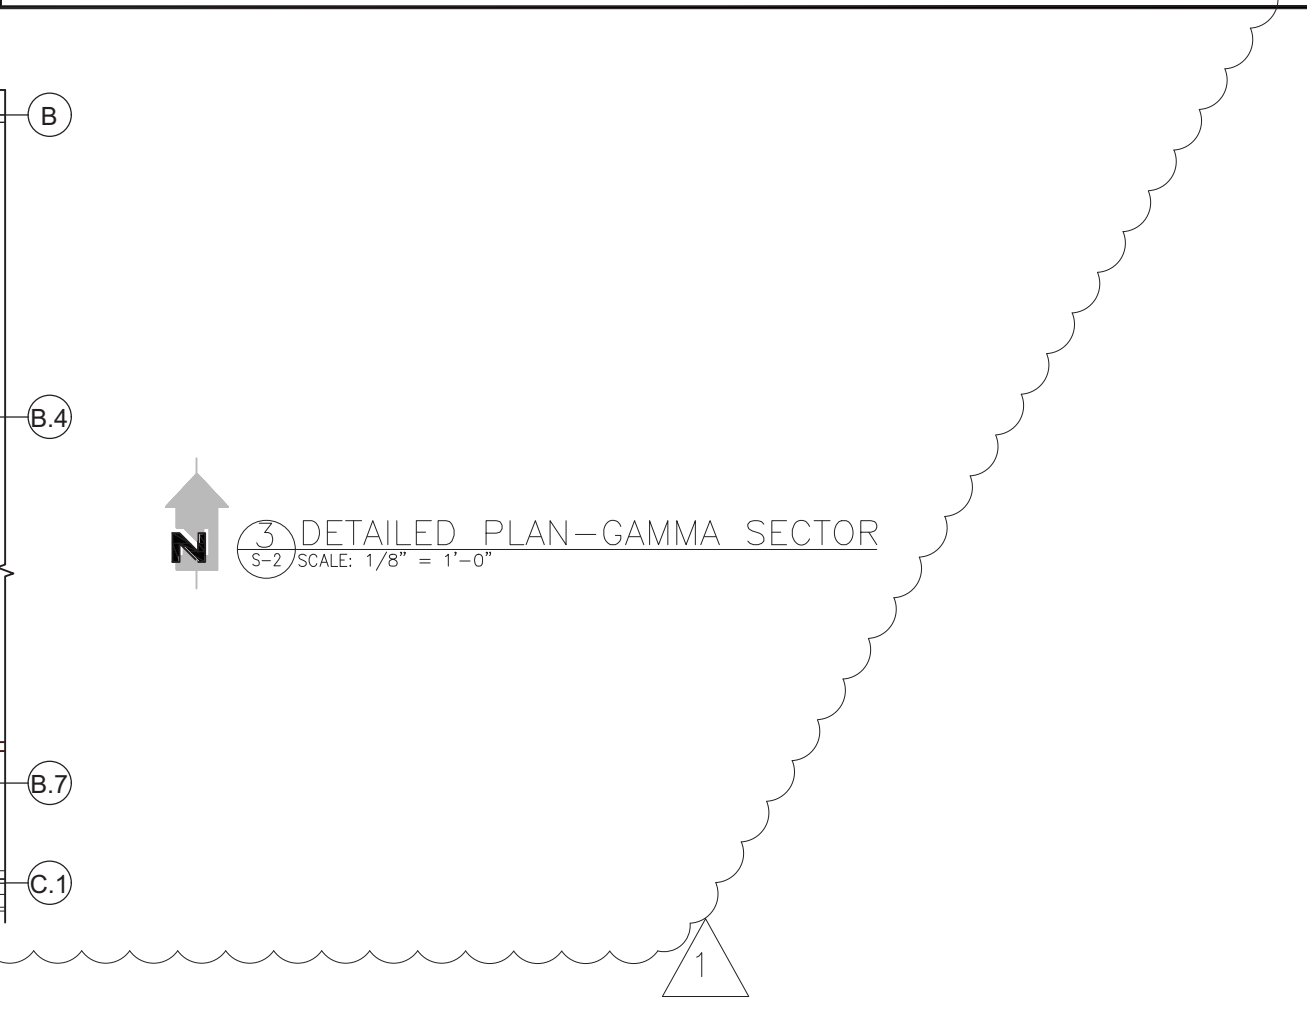 B
B.4
N
3 DETAILED PLAN-GAMMA SECTOR
S-2 SCALE: 1/8" = 1'-0"
B.7
C.1
1